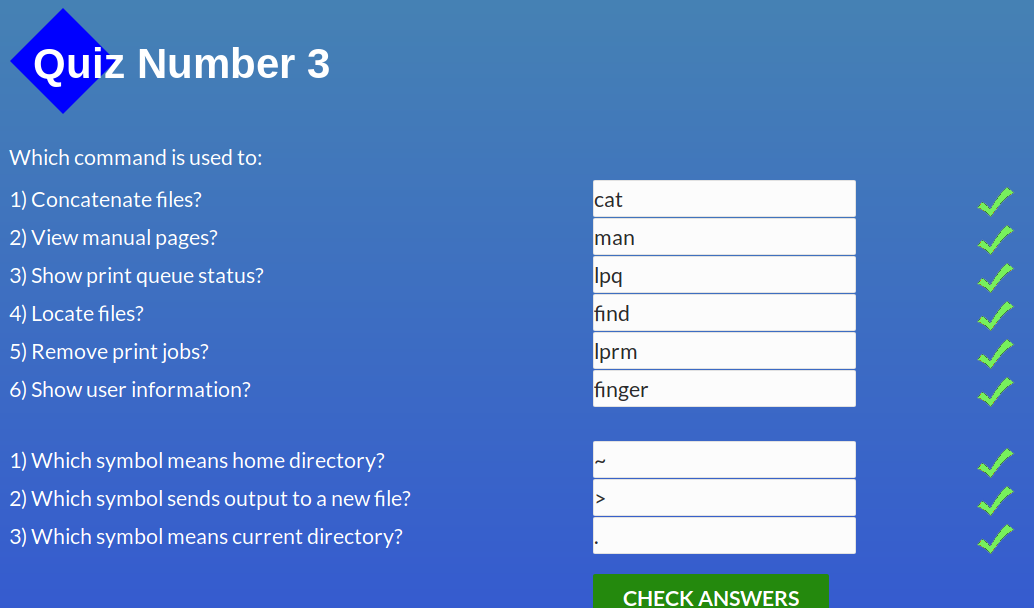 Quiz Number 3
Which command is used to:
1) Concatenate files? cat
2) View manual pages? man
3) Show print queue status? lpq
4) Locate files? find
5) Remove print jobs? lprm
6) Show user information? finger
1) Which symbol means home directory? ~
2) Which symbol sends output to a new file? >
3) Which symbol means current directory? .
CHECK ANSWERS